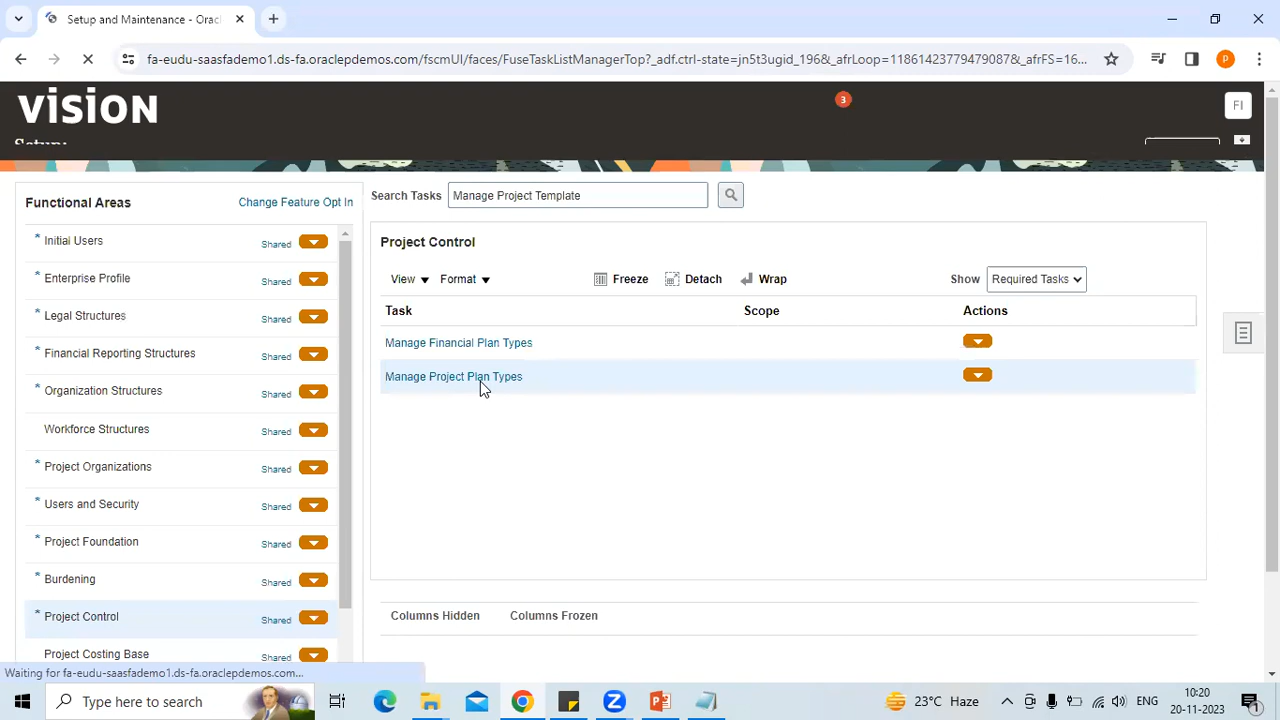 Setup and Maintenance - Orac
fa-eudu-saasfademo1.ds-fa.oraclepdemos.com/fscmUI/faces/FuseTaskListManagerTop?_adf.ctrl-state=jn5t3ugid_196&_afrLoop=11861423779479087&_afrFS=16...
P
vision
3
FI
Setup:
Functional Areas
Change Feature Opt In
* Initial Users Shared
* Enterprise Profile Shared
* Legal Structures Shared
* Financial Reporting Structures Shared
* Organization Structures Shared
Workforce Structures Shared
* Project Organizations Shared
* Users and Security Shared
* Project Foundation Shared
* Burdening Shared
* Project Control Shared
Project Costing Base Shared
Search Tasks Manage Project Template
Project Control
View Format Freeze Detach Wrap Show Required Tasks
Task Scope Actions
Manage Financial Plan Types
Manage Project Plan Types
Columns Hidden Columns Frozen
Waiting for fa-eudu-saasfademo1.ds-fa.oraclepdemos.com...
Type here to search
23°C Haze
ENG
10:20
20-11-2023
1